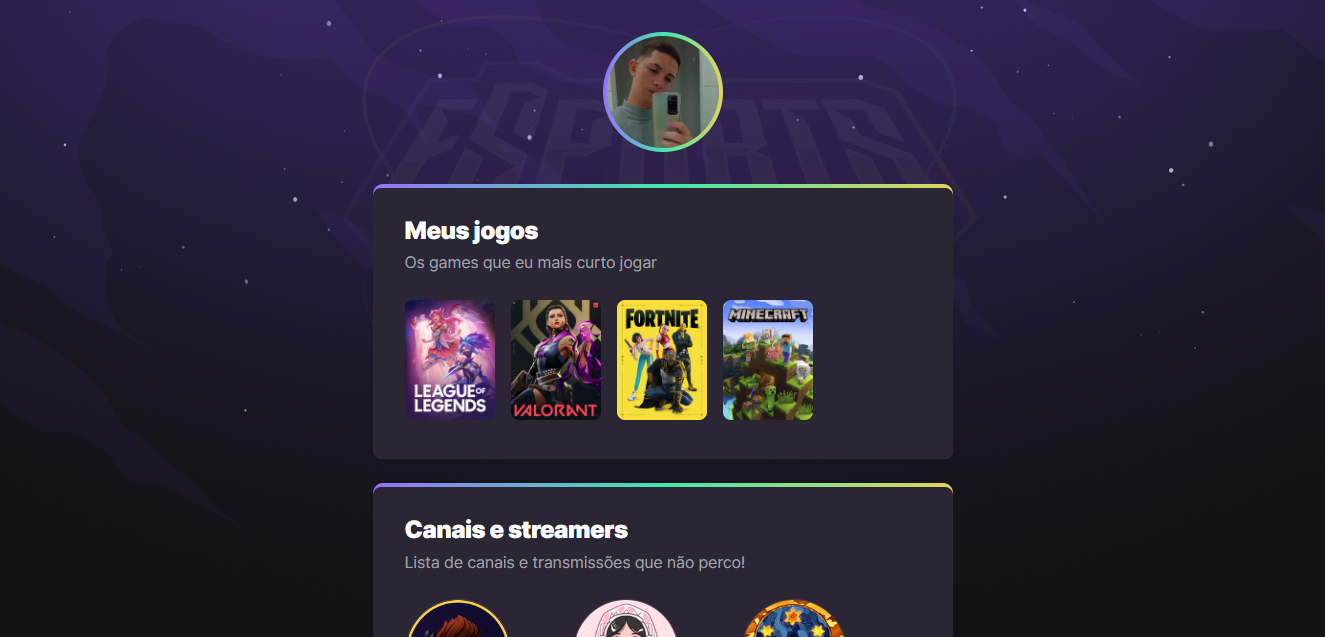 ESPORTS
Meus jogos
Os games que eu mais curto jogar
LEAGUE OF
LEGENDS
VALORANT
FORTNITE
MINECRAFT
Canais e streamers
Lista de canais e transmissões que não perco!